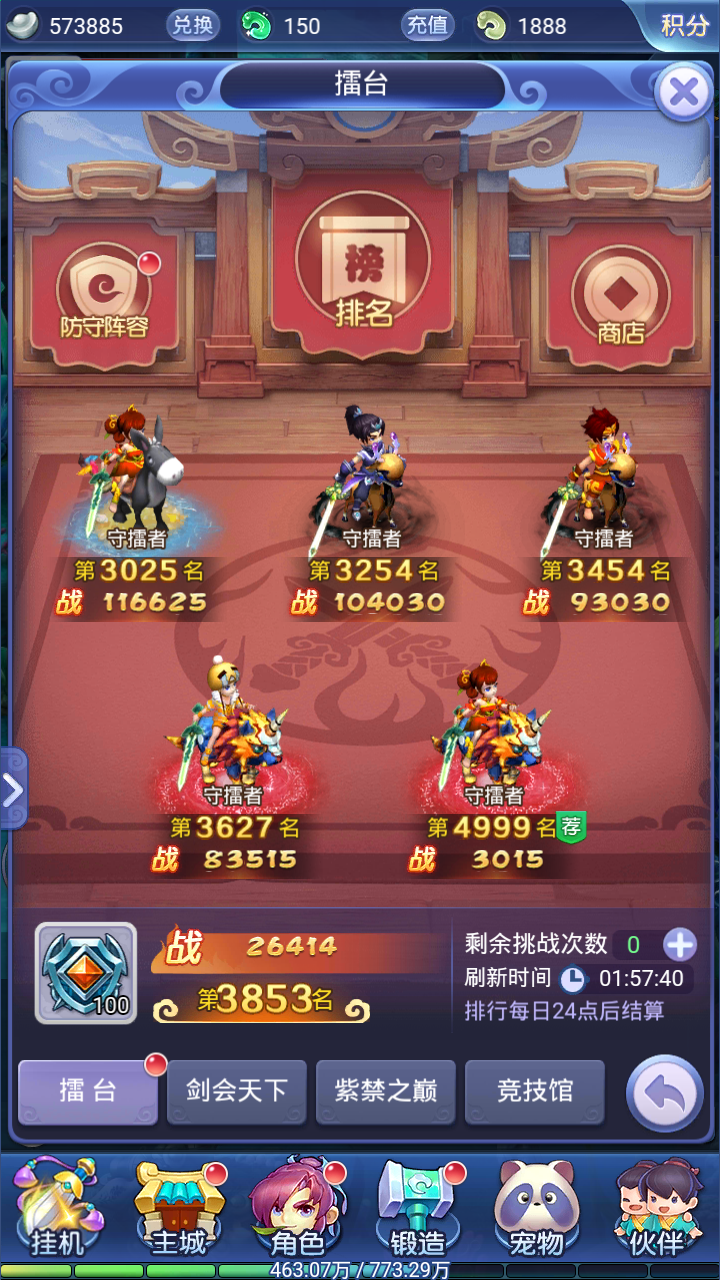 573885 兑换 150 充值 1888 积分
擂台
榜
防守阵容 排名 商店
守擂者 守擂者 守擂者
第3025名 第3254名 第3454名
战 116625 战 104030 战 93030
守擂者 守擂者
第3627名 第4999名 荐
战 83515 战 3015
战 26414
剩余挑战次数 0
刷新时间 01:57:40
100 第3853名
排行每日24点后结算
擂台 剑会天下 紫禁之巅 竞技馆
挂机 主城 角色 锻造 宠物 伙伴
463.07万/773.29万